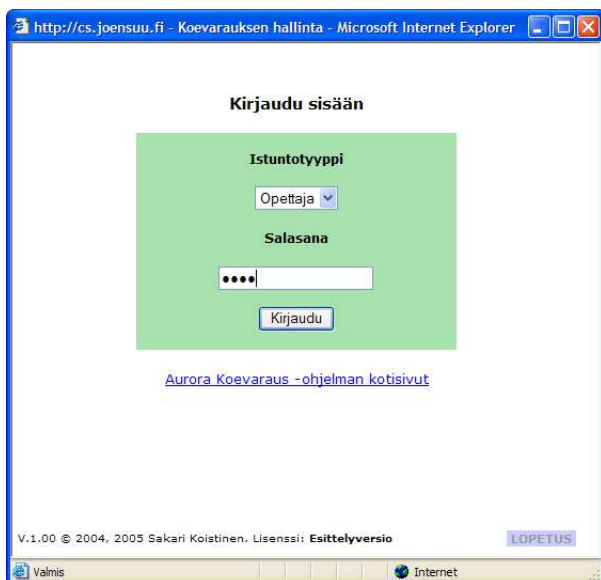 http://cs.joensuu.fi - Koevarauksen hallinta - Microsoft Internet Explorer
Kirjaudu sisään
Istuntotyyppi
Opettaja
Salasana
••••
Kirjaudu
Aurora Koevaraus -ohjelman kotisivut
V.1.00 © 2004, 2005 Sakari Koistinen. Lisenssi: Esittelyversio LOPETUS
Valmis Internet